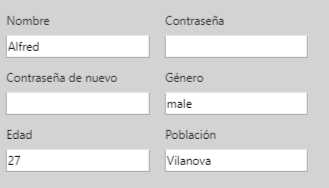 Nombre Contraseña
Alfred
Contraseña de nuevo Género
male
Edad Población
27 Vilanova